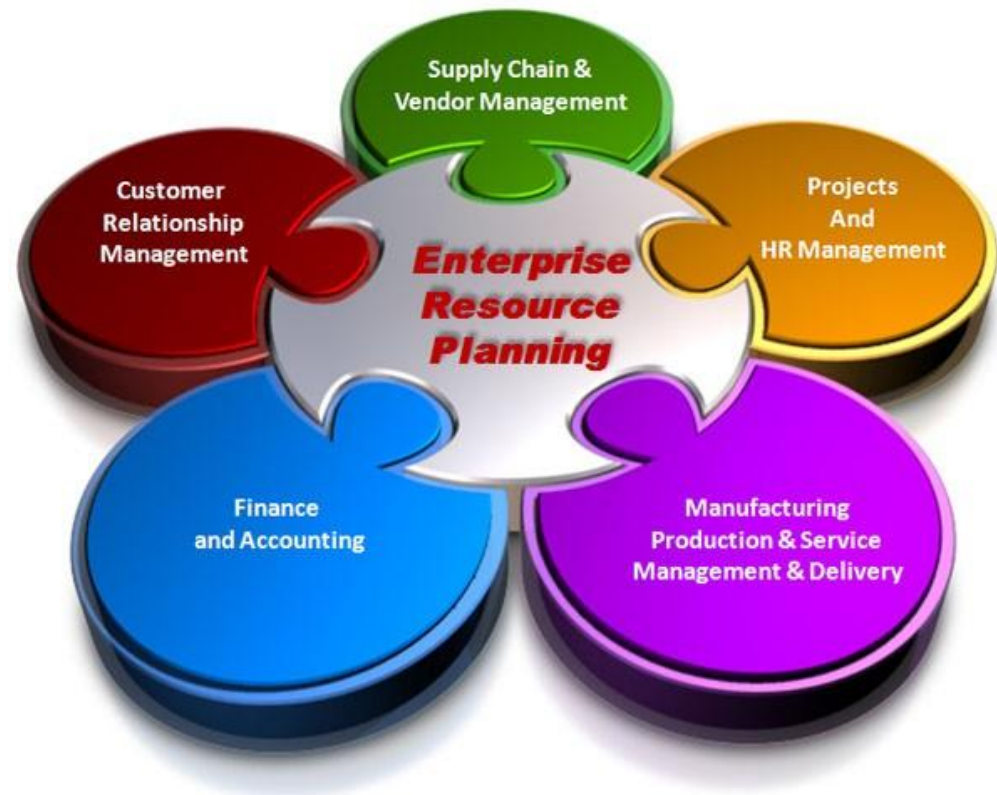 Supply Chain &
Vendor Management
Customer
Relationship
Management
Projects
And
HR Management
Enterprise
Resource
Planning
Finance
and Accounting
Manufacturing
Production & Service
Management & Delivery